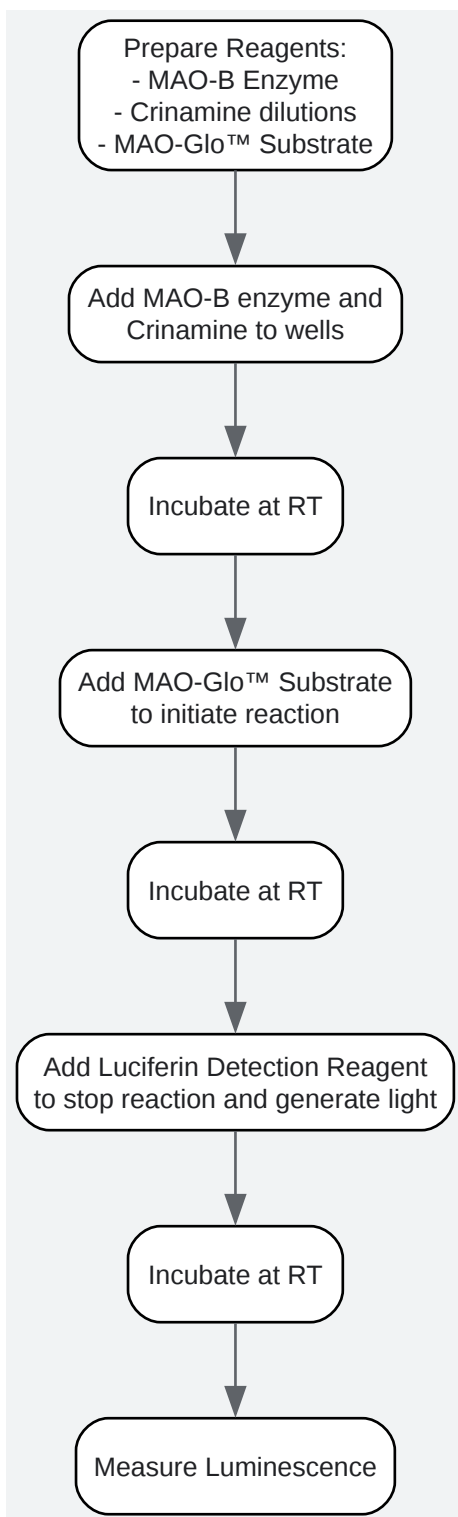 Prepare Reagents:
- MAO-B Enzyme
- Crinamine dilutions
- MAO-Glo™ Substrate
Add MAO-B enzyme and
Crinamine to wells
Incubate at RT
Add MAO-Glo™ Substrate
to initiate reaction
Incubate at RT
Add Luciferin Detection Reagent
to stop reaction and generate light
Incubate at RT
Measure Luminescence